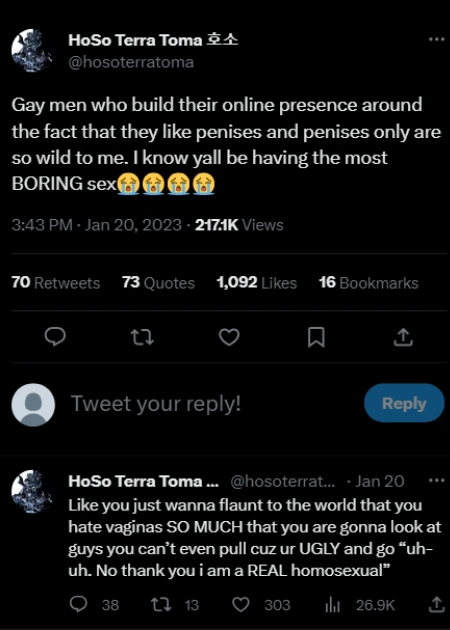 HoSo Terra Toma 호소
@hosoterratoma
Gay men who build their online presence around
the fact that they like penises and penises only are
so wild to me. I know yall be having the most
BORING sex😭😭😭😭
3:43 PM · Jan 20, 2023 · 217.1K Views
70 Retweets 73 Quotes 1,092 Likes 16 Bookmarks
Tweet your reply!
Reply
HoSo Terra Toma ... @hosoterrat... · Jan 20
Like you just wanna flaunt to the world that you
hate vaginas SO MUCH that you are gonna look at
guys you can’t even pull cuz ur UGLY and go “uh-
uh. No thank you i am a REAL homosexual”
38 13 303 26.9K